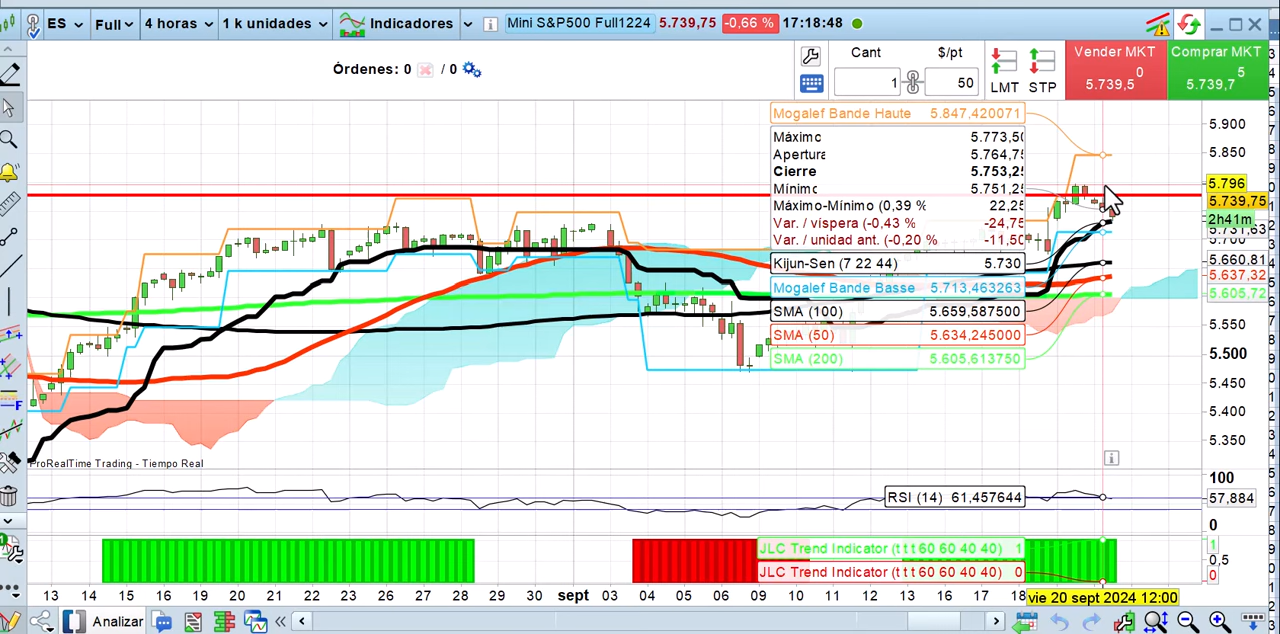 ES Full 4 horas 1 k unidades Indicadores Mini S&P500 Full1224 5.739,75 -0,66 % 17:18:48
Órdenes: 0 / 0
Cant $/pt
1 50
LMT STP
Vender MKT
5.739,5 0
Comprar MKT
5.739,7 5
Mogalef Bande Haute 5.847,420071
Máximo 5.773,50
Apertura 5.764,75
Cierre 5.753,25
Mínimo 5.751,25
Máximo-Mínimo (0,39 % 22,25
Var. / víspera (-0,43 % -24,75
Var. / unidad ant. (-0,20 % -11,50
Kijun-Sen (7 22 44) 5.730
Mogalef Bande Basse 5.713,463263
SMA (100) 5.659,587500
SMA (50) 5.634,245000
SMA (200) 5.605,613750
5.900
5.850
5.796
5.739,75
2h41m
5.700
5.660,81
5.637,32
5.605,72
5.550
5.500
5.450
5.400
5.350
ProRealTime Trading - Tiempo Real
RSI (14) 61,457644
100
57,884
0
JLC Trend Indicator (t t t 60 60 40 40) 1
JLC Trend Indicator (t t t 60 60 40 40) 0
1
0,5
0
13 14 15 16 19 20 21 22 23 26 27 28 29 30 sept 03 04 05 06 09 10 11 12 13 16 17 18 vie 20 sept 2024 12:00
Analizar